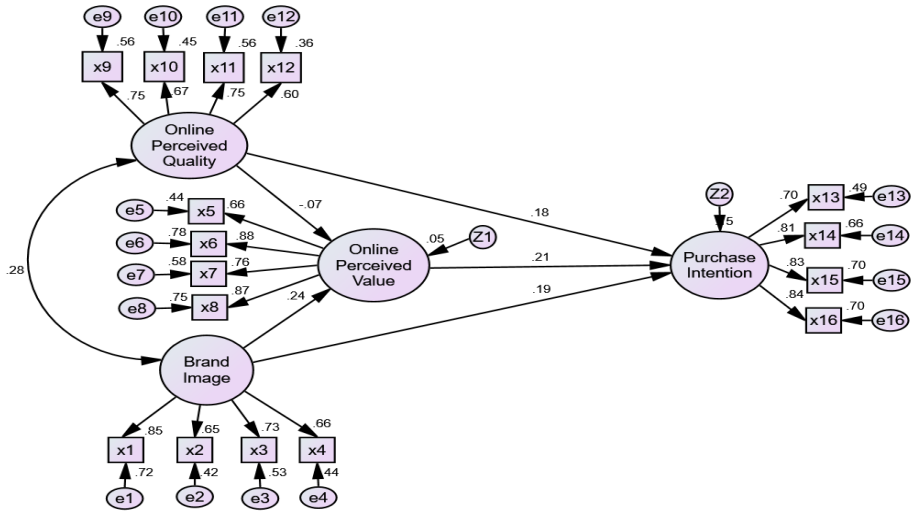 e9 e10 e11 e12
.56 .45 .56 .36
x9 x10 x11 x12
.75 .67 .75 .60
Online
Perceived
Quality
.28
-.07
.18
e5 .44 x5 .66
e6 .78 x6 .88
e7 .58 x7 .76
e8 .75 x8 .87
Online
Perceived
Value
.05 Z1
.24
.21
.19
Z2
5
Purchase
Intention
.70 x13 .49 e13
.81 x14 .66 e14
.83 x15 .70 e15
.84 x16 .70 e16
Brand
Image
.85 .65 .73 .66
x1 x2 x3 x4
.72 .42 .53 .44
e1 e2 e3 e4